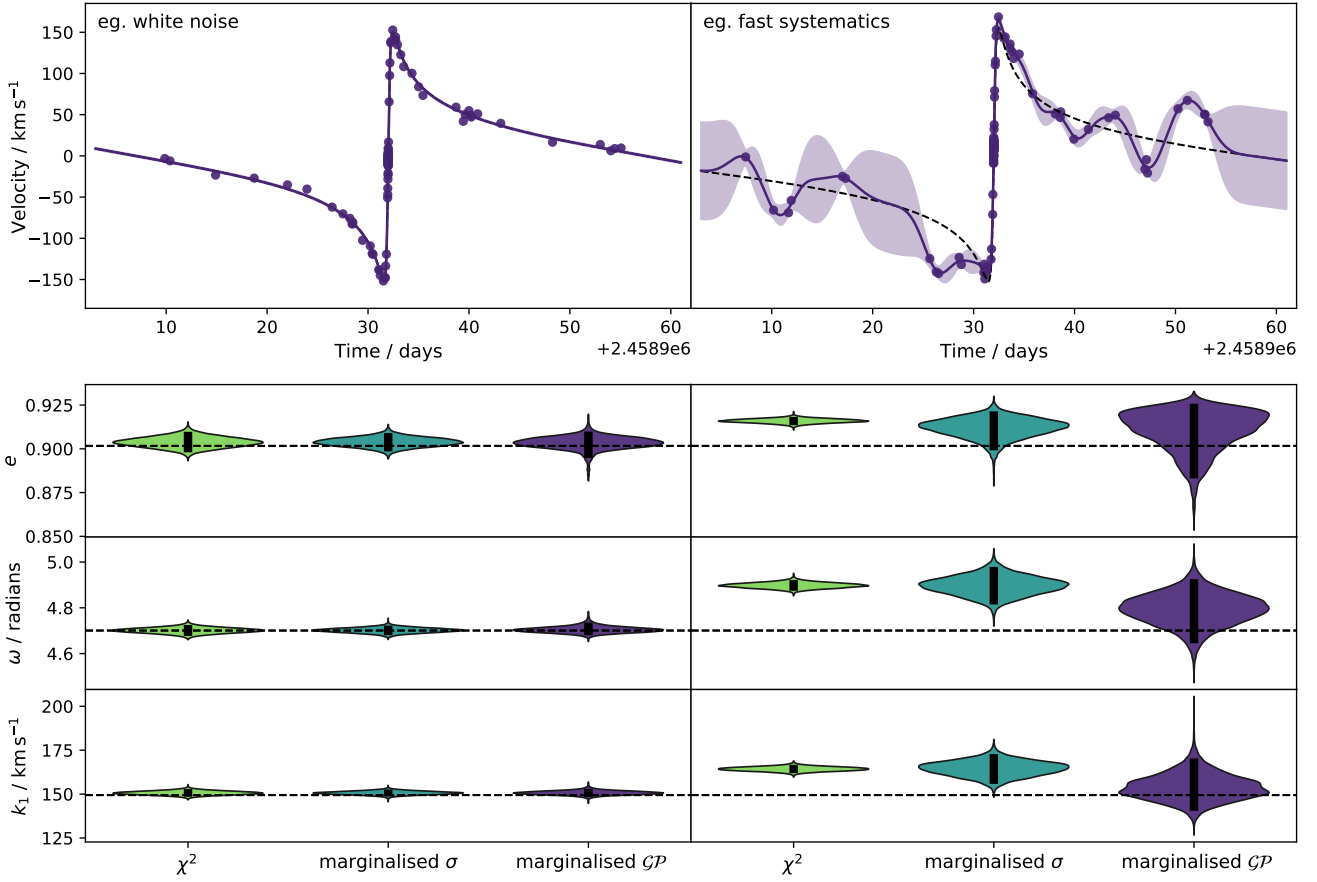 eg. white noise
eg. fast systematics
Velocity / km s⁻¹
150
100
50
0
−50
−100
−150
10 20 30 40 50 60
10 20 30 40 50 60
Time / days
+2.4589e6
Time / days
+2.4589e6
e
0.925
0.900
0.875
0.850
ω / radians
5.0
4.8
4.6
k₁ / km s⁻¹
200
175
150
125
χ² marginalised σ marginalised 𝒢𝒫
χ² marginalised σ marginalised 𝒢𝒫